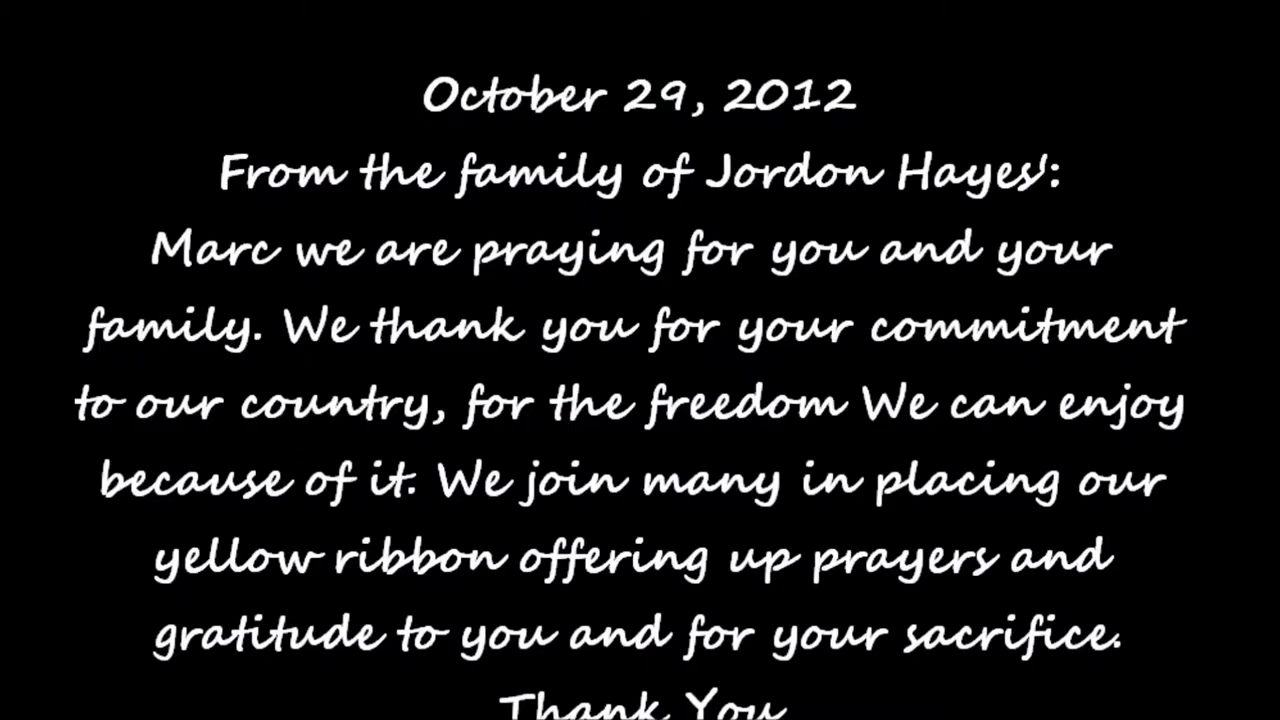 October 29, 2012
From the family of Jordon Hayes':
Marc we are praying for you and your
family. We thank you for your commitment
to our country, for the freedom We can enjoy
because of it. We join many in placing our
yellow ribbon offering up prayers and
gratitude to you and for your sacrifice.
Thank You